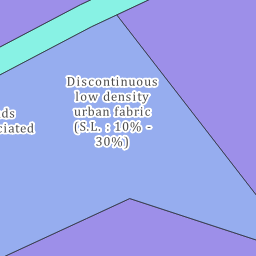 Discontinuous
low density
urban fabric
(S.L. : 10% -
30%)
ds
ciated